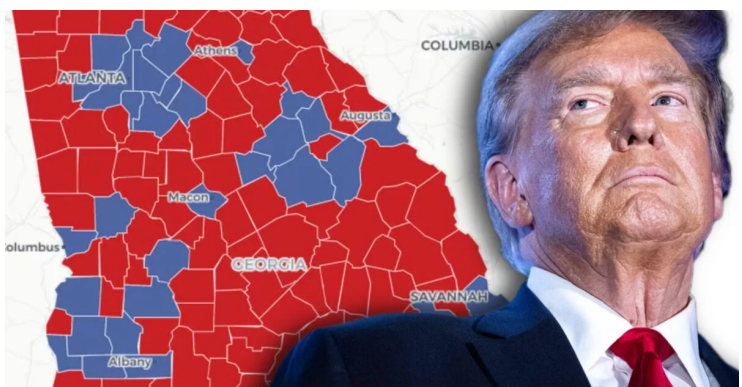 COLUMBIA
Athens
ATLANTA
Augusta
Macon
olumbus
GEORGIA
SAVANNAH
Albany